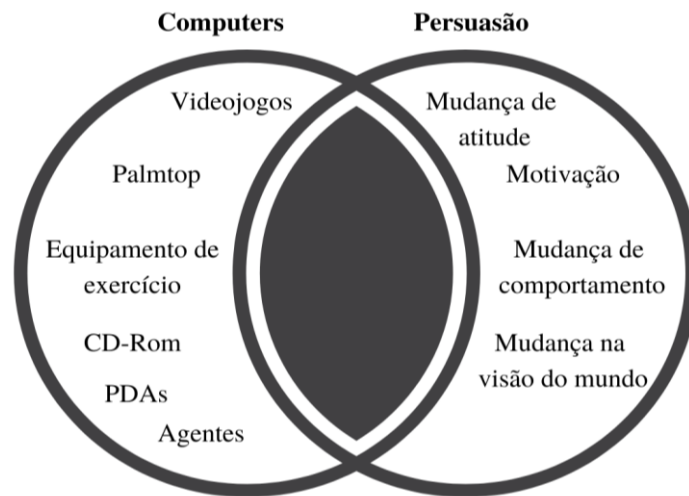 Computers
Persuasão
Videojogos
Palmtop
Equipamento de
exercício
CD-Rom
PDAs
Agentes
Mudança de
atitude
Motivação
Mudança de
comportamento
Mudança na
visão do mundo